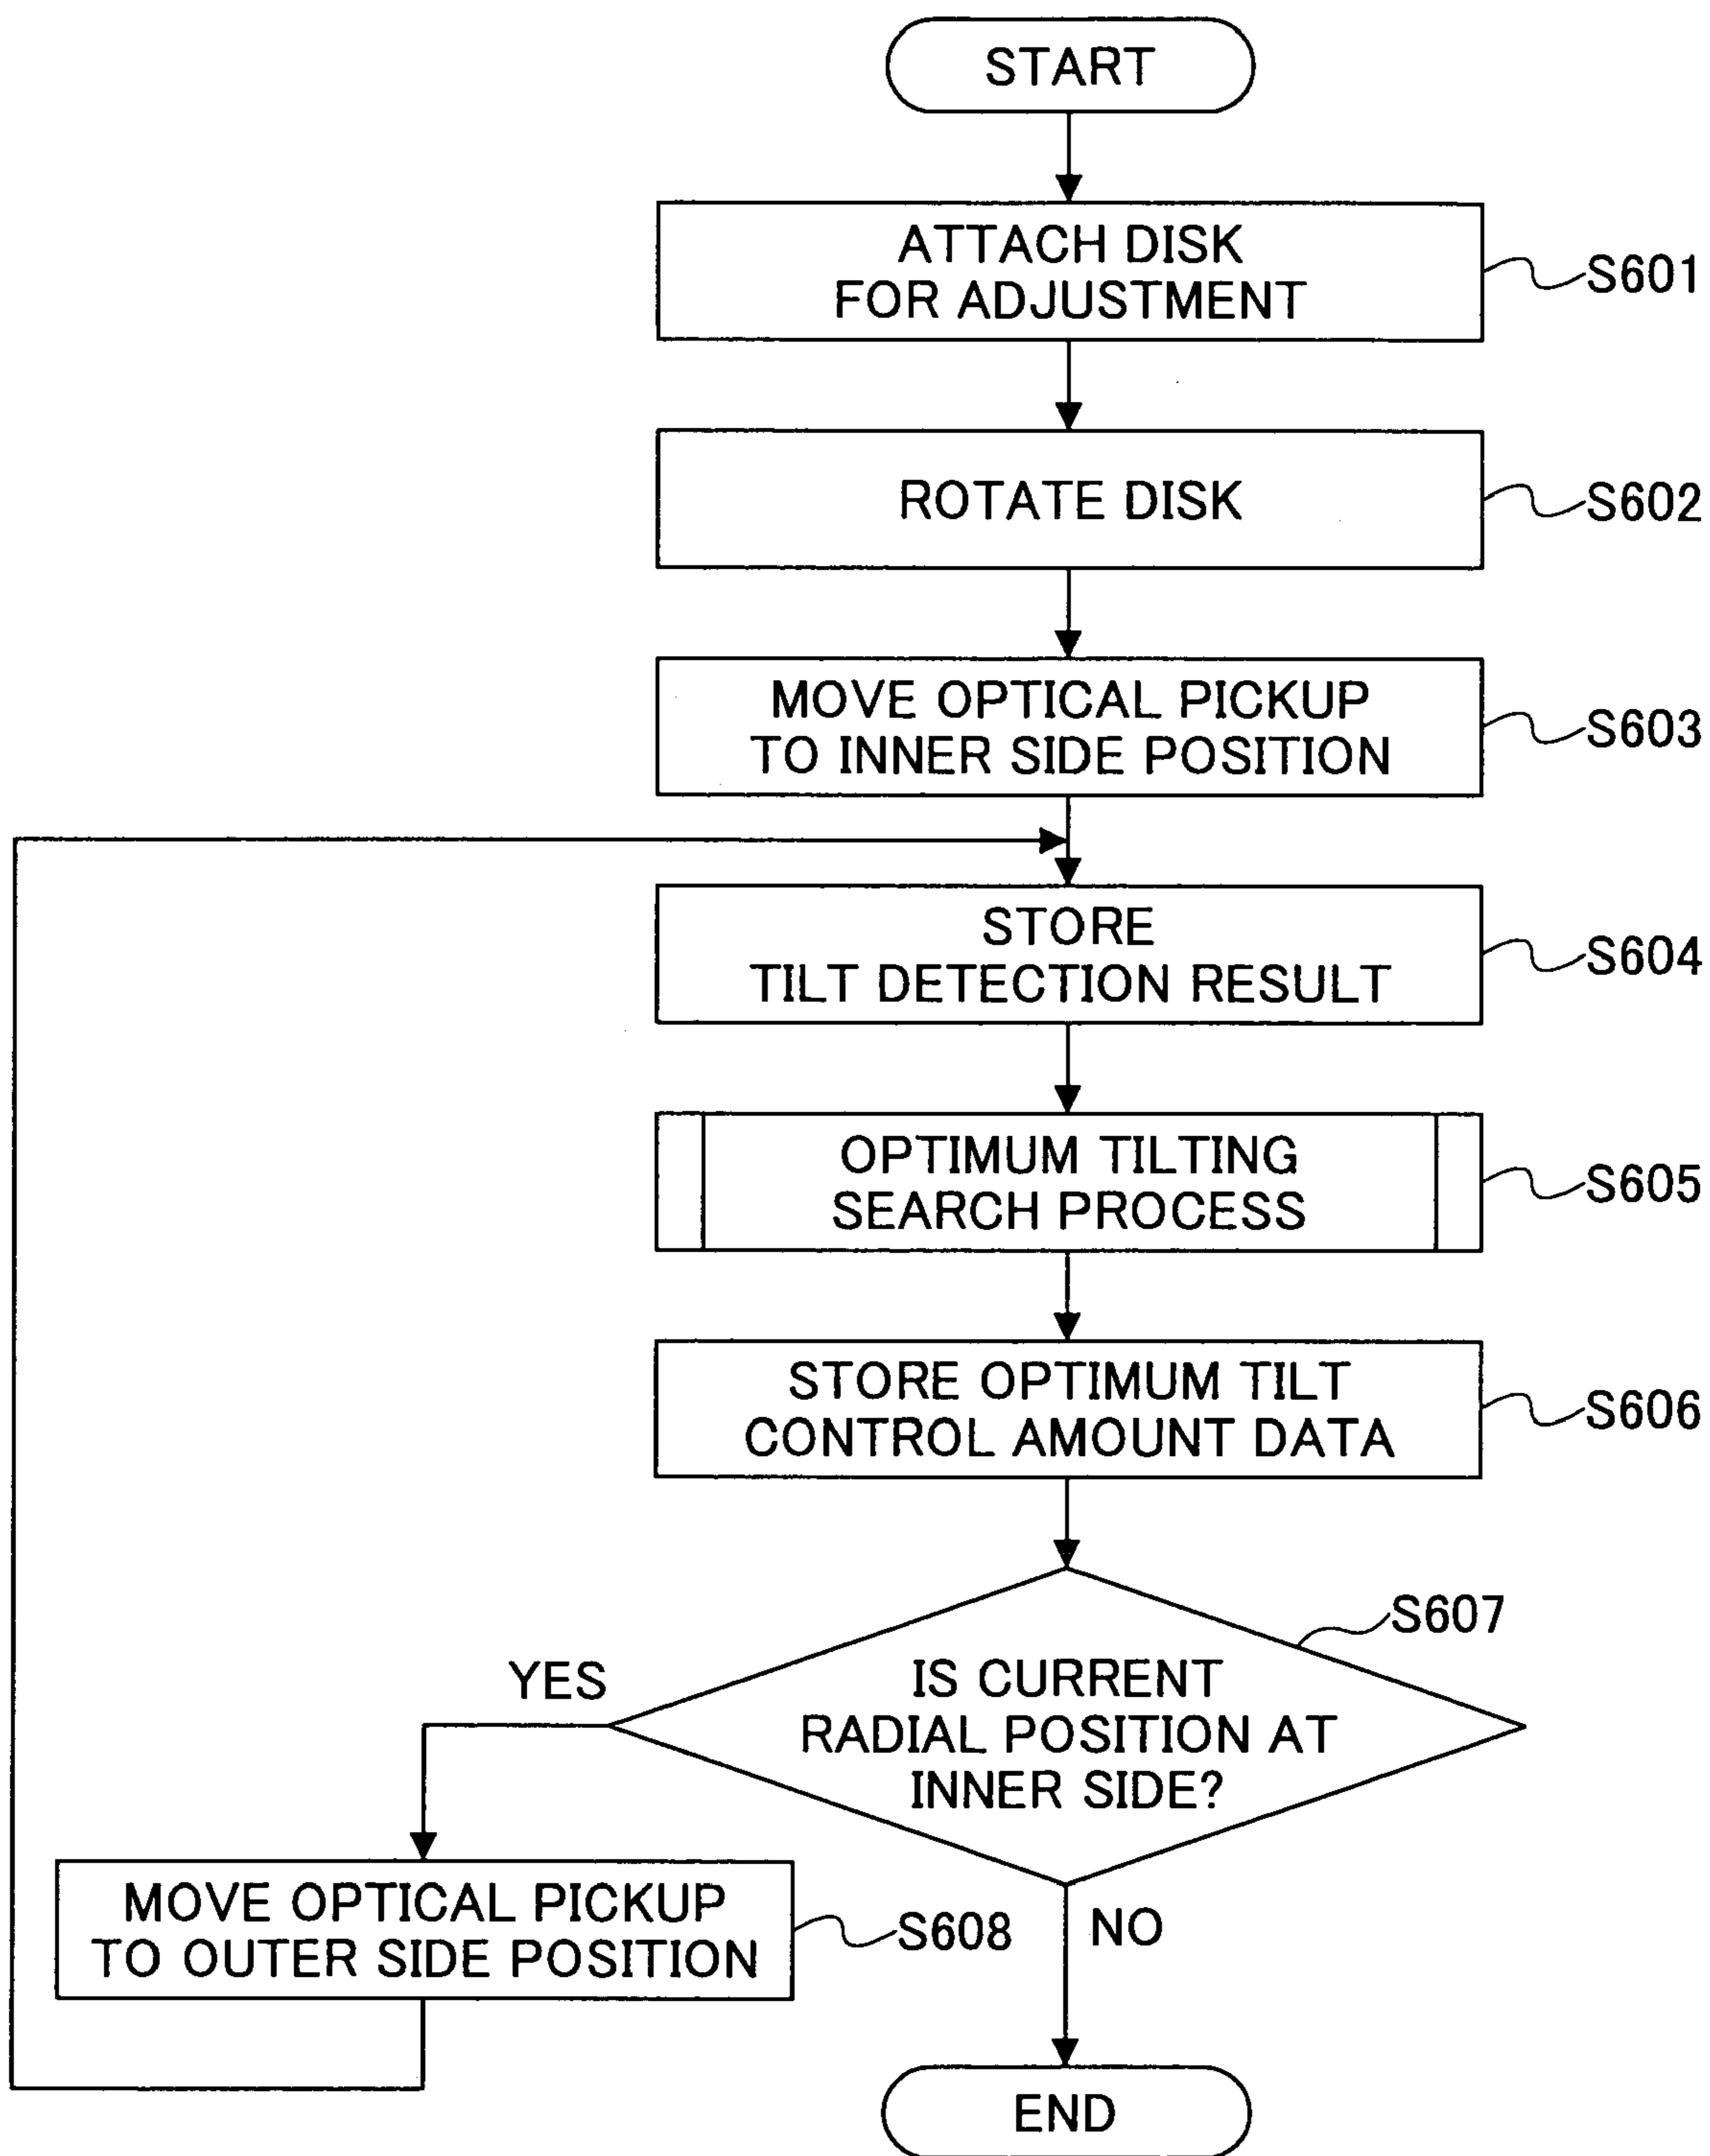 START
ATTACH DISK
FOR ADJUSTMENT
S601
ROTATE DISK
S602
MOVE OPTICAL PICKUP
TO INNER SIDE POSITION
S603
STORE
TILT DETECTION RESULT
S604
OPTIMUM TILTING
SEARCH PROCESS
S605
STORE OPTIMUM TILT
CONTROL AMOUNT DATA
S606
S607
IS CURRENT
RADIAL POSITION AT
INNER SIDE?
YES
MOVE OPTICAL PICKUP
TO OUTER SIDE POSITION
S608
NO
END